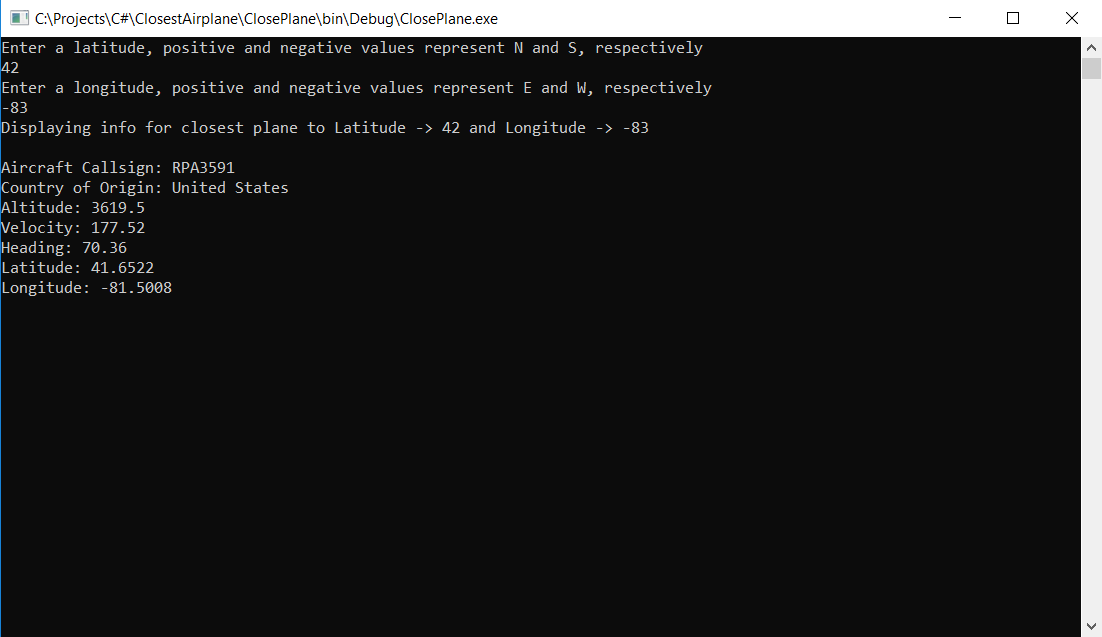 C:\Projects\C#\ClosestAirplane\ClosePlane\bin\Debug\ClosePlane.exe
Enter a latitude, positive and negative values represent N and S, respectively
42
Enter a longitude, positive and negative values represent E and W, respectively
-83
Displaying info for closest plane to Latitude -> 42 and Longitude -> -83
Aircraft Callsign: RPA3591
Country of Origin: United States
Altitude: 3619.5
Velocity: 177.52
Heading: 70.36
Latitude: 41.6522
Longitude: -81.5008